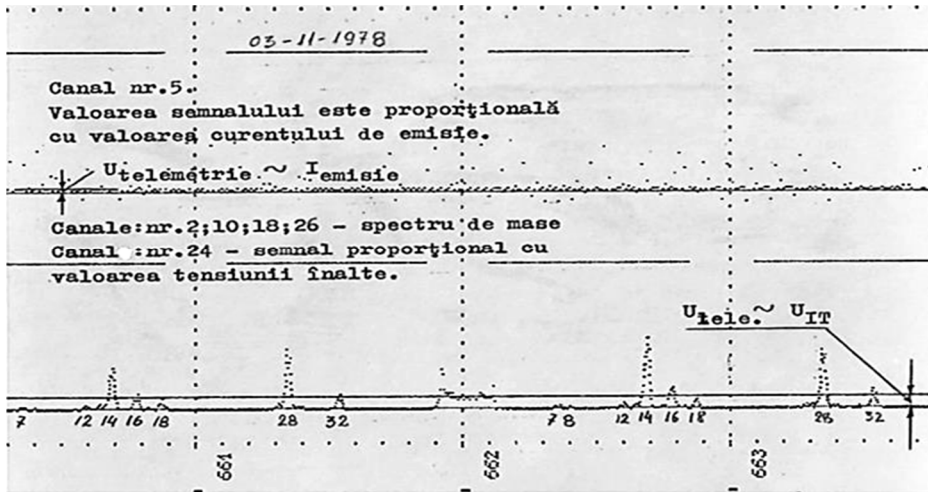 03-11-1978
Canal nr.5.
Valoarea semnalului este proporţională
cu valoarea curentului de emisie.
Utelemetrie ~ Iemisie
Canale:nr.2;10;18;26 - spectru de mase
Canal :nr.24 - semnal proporţional cu
valoarea tensiunii înalte.
Utele. ~ UIT
7 12 14 16 18 28 32 7 8 12 14 16 18 28 32
661 662 663